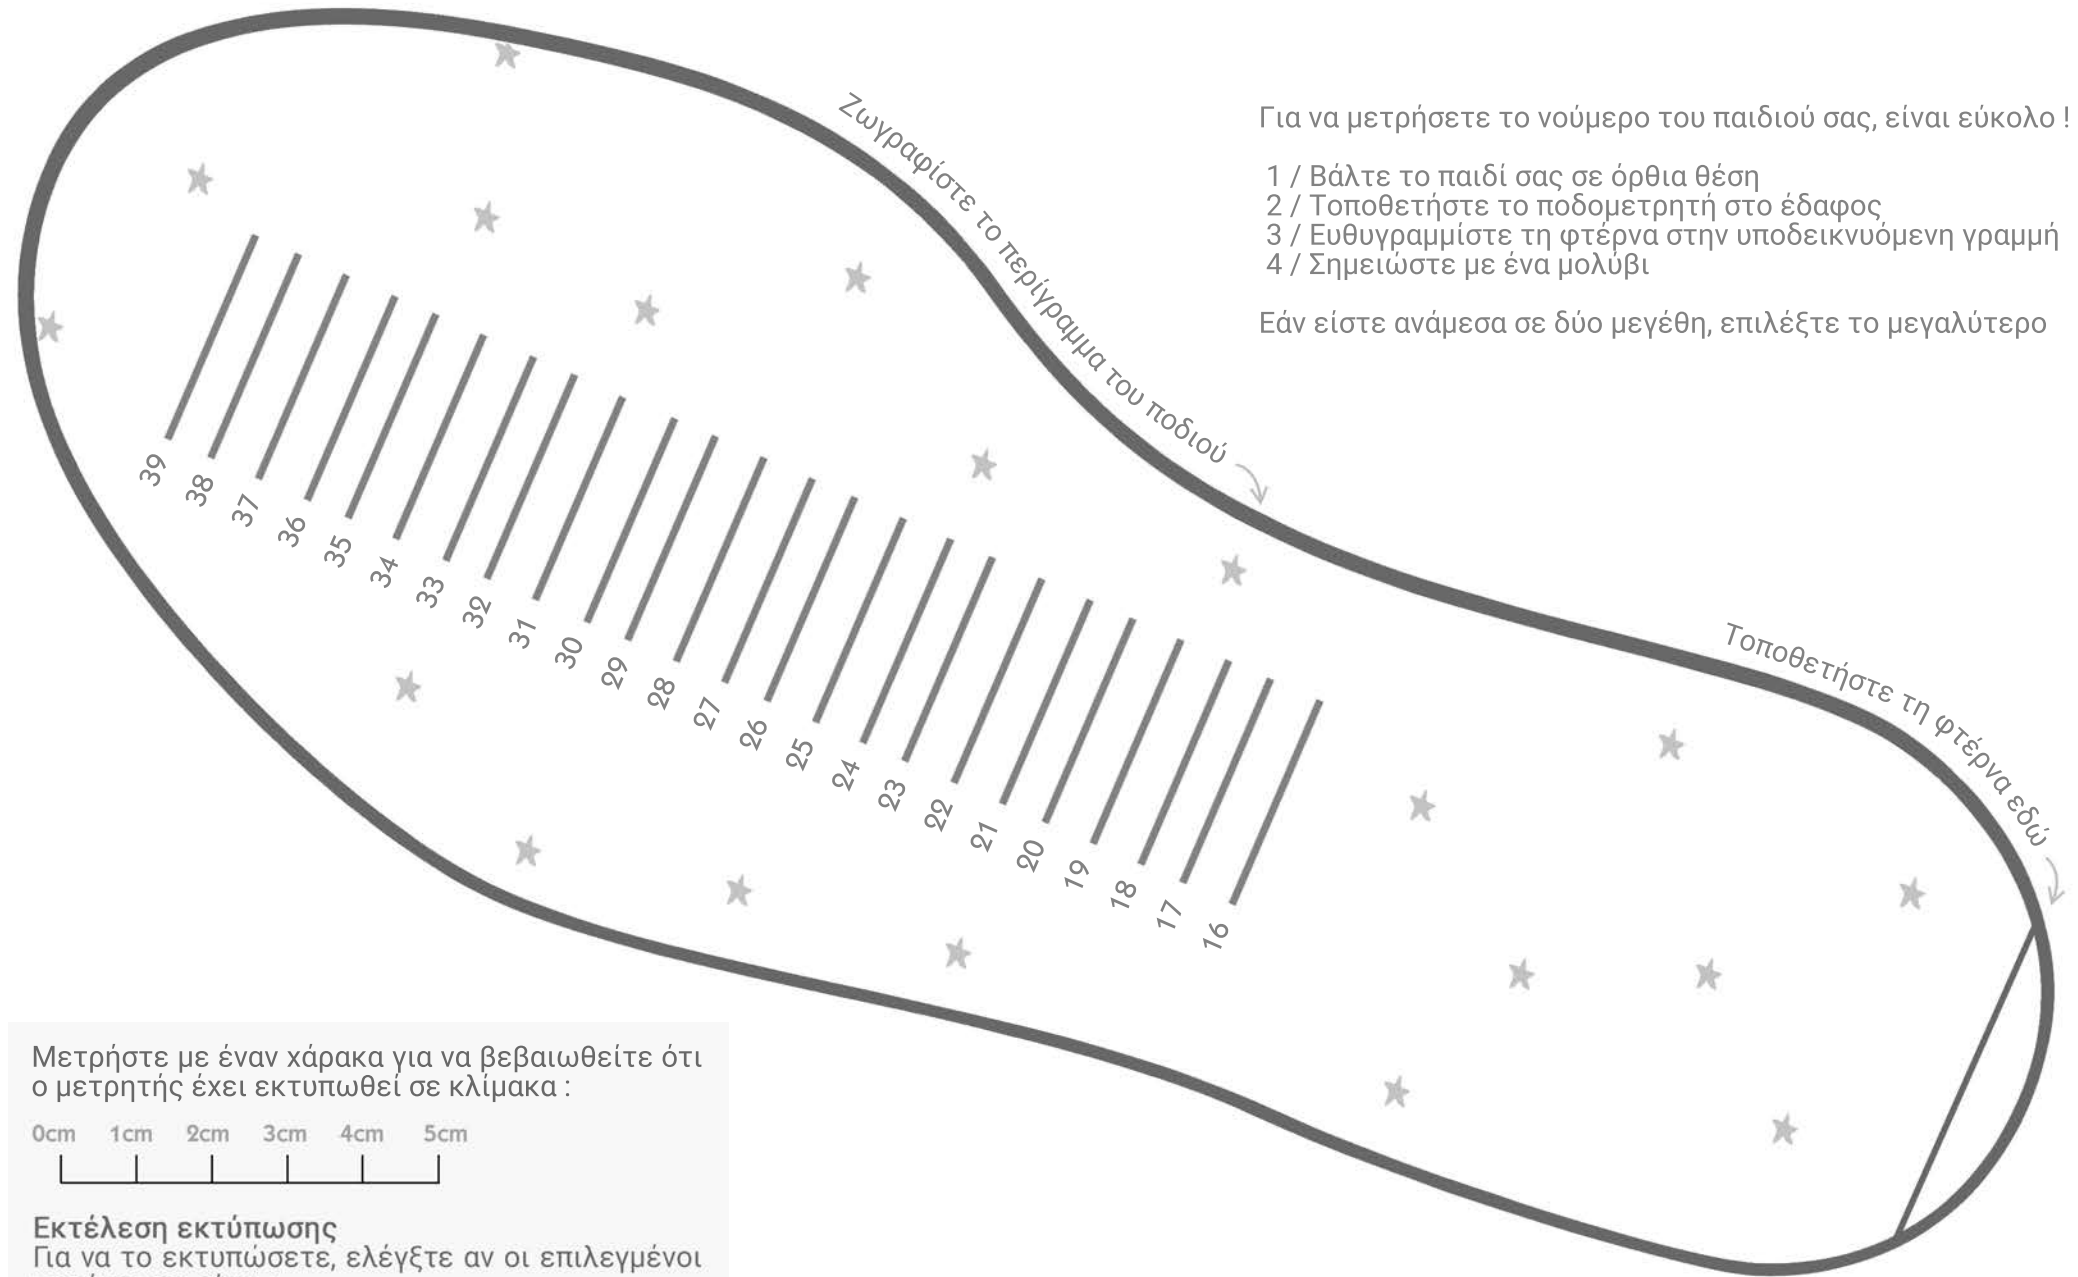 Ζωγραφίστε το περίγραμμα του ποδιού
Για να μετρήσετε το νούμερο του παιδιού σας, είναι εύκολο !
1 / Βάλτε το παιδί σας σε όρθια θέση
2 / Τοποθετήστε το ποδομετρητή στο έδαφος
3 / Ευθυγραμμίστε τη φτέρνα στην υποδεικνυόμενη γραμμή
4 / Σημειώστε με ένα μολύβι
Εάν είστε ανάμεσα σε δύο μεγέθη, επιλέξτε το μεγαλύτερο
39
38
37
36
35
34
33
32
31
30
29
28
27
26
25
24
23
22
21
20
19
18
17
16
Τοποθετήστε τη φτέρνα εδώ
Μετρήστε με έναν χάρακα για να βεβαιωθείτε ότι
ο μετρητής έχει εκτυπωθεί σε κλίμακα :
0cm 1cm 2cm 3cm 4cm 5cm
Εκτέλεση εκτύπωσης
Για να το εκτυπώσετε, ελέγξτε αν οι επιλεγμένοι